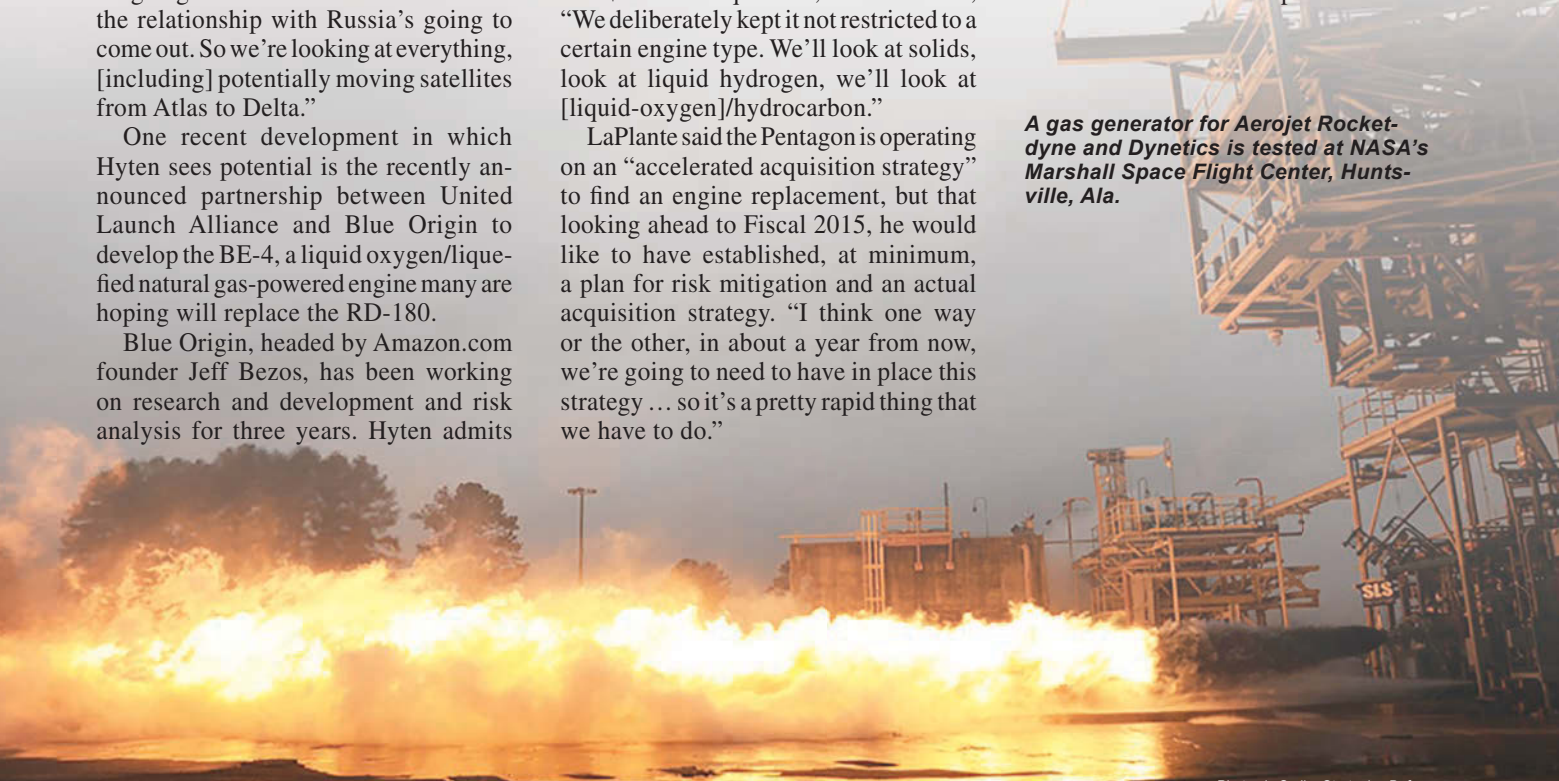 the relationship with Russia's going to
come out. So we're looking at everything,
[including] potentially moving satellites
from Atlas to Delta."
One recent development in which
Hyten sees potential is the recently an-
nounced partnership between United
Launch Alliance and Blue Origin to
develop the BE-4, a liquid oxygen/lique-
fied natural gas-powered engine many are
hoping will replace the RD-180.
Blue Origin, headed by Amazon.com
founder Jeff Bezos, has been working
on research and development and risk
analysis for three years. Hyten admits
"We deliberately kept it not restricted to a
certain engine type. We'll look at solids,
look at liquid hydrogen, we'll look at
[liquid-oxygen]/hydrocarbon."
LaPlante said the Pentagon is operating
on an "accelerated acquisition strategy"
to find an engine replacement, but that
looking ahead to Fiscal 2015, he would
like to have established, at minimum,
a plan for risk mitigation and an actual
acquisition strategy. "I think one way
or the other, in about a year from now,
we're going to need to have in place this
strategy … so it's a pretty rapid thing that
we have to do."
A gas generator for Aerojet Rocket-
dyne and Dynetics is tested at NASA's
Marshall Space Flight Center, Hunts-
ville, Ala.
SLS